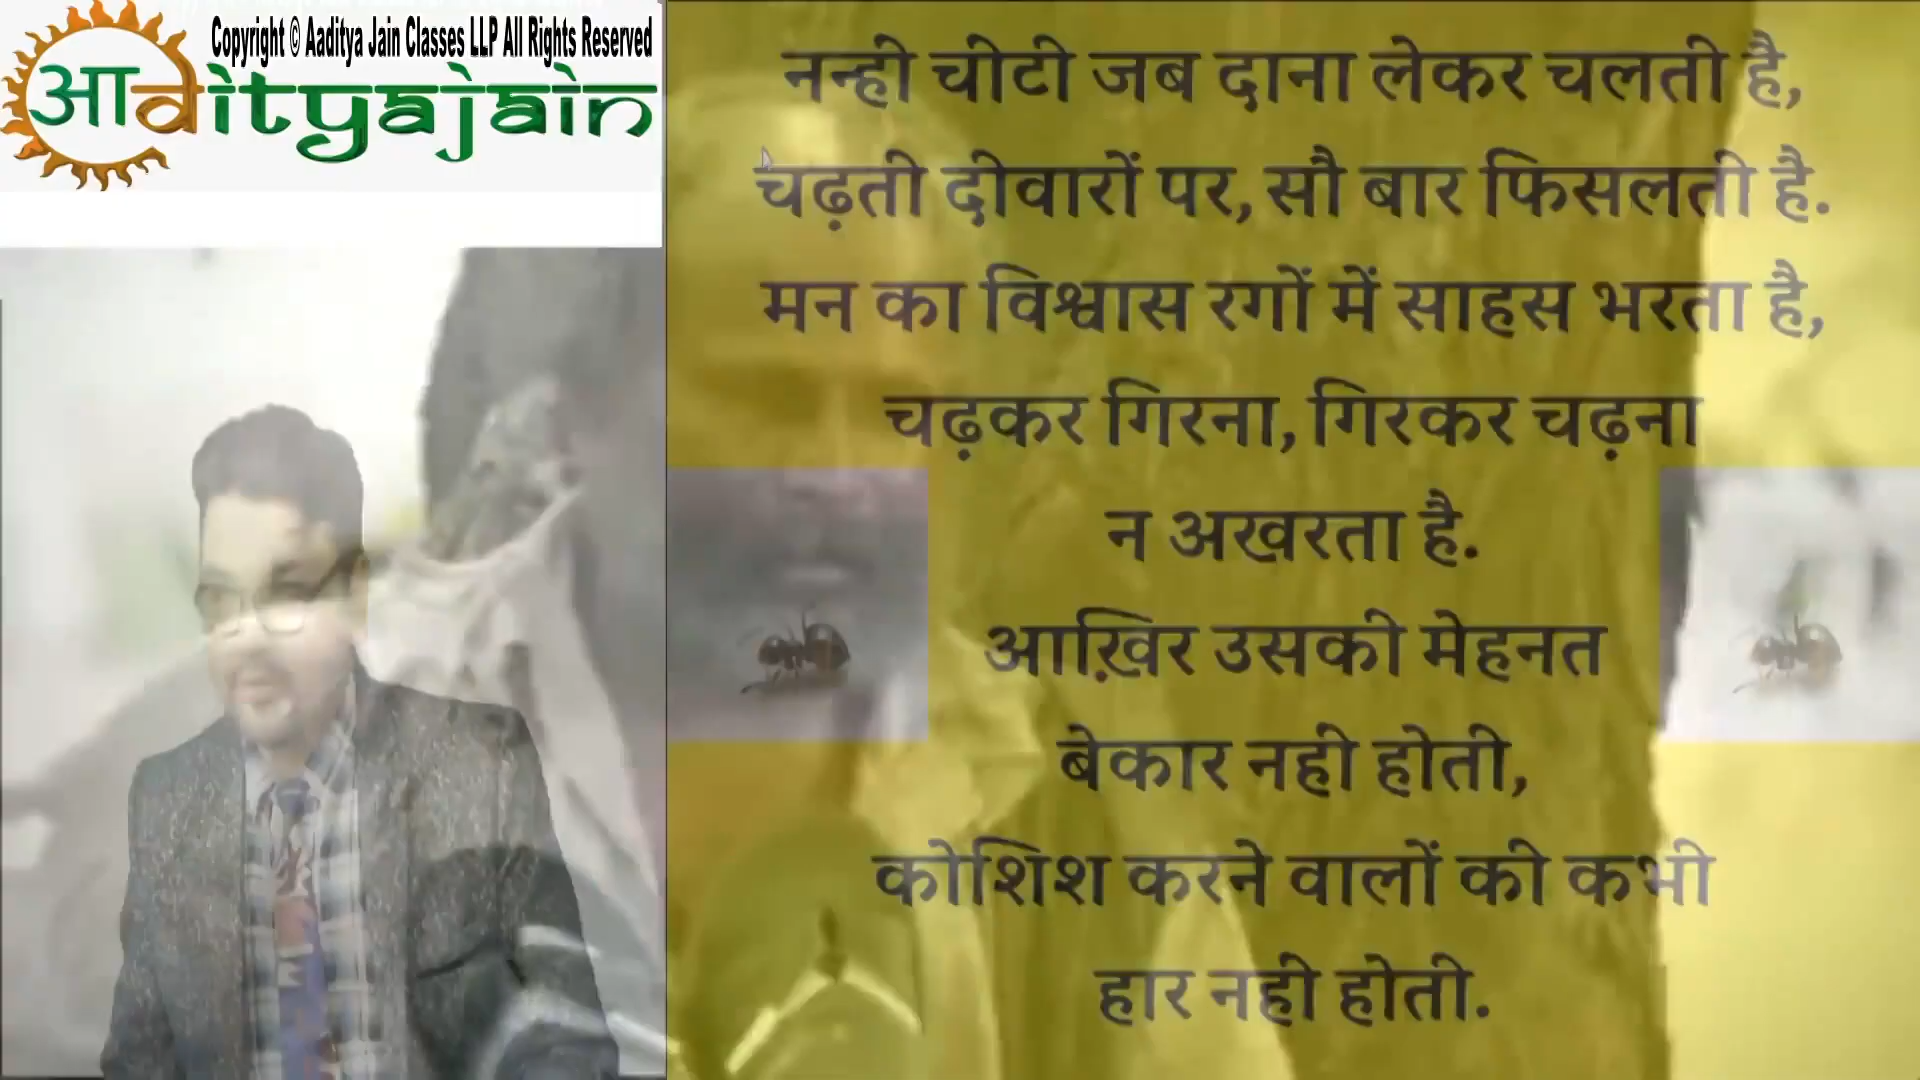 Copyright © Aaditya Jain Classes LLP All Rights Reserved
आdityajain
नन्ही चीटी जब दाना लेकर चलती है,
चढ़ती दीवारों पर, सौ बार फिसलती है.
मन का विश्वास रगों में साहस भरता है,
चढ़कर गिरना, गिरकर चढ़ना
न अखरता है.
आख़िर उसकी मेहनत
बेकार नही होती,
कोशिश करने वालों की कभी
हार नही होती.